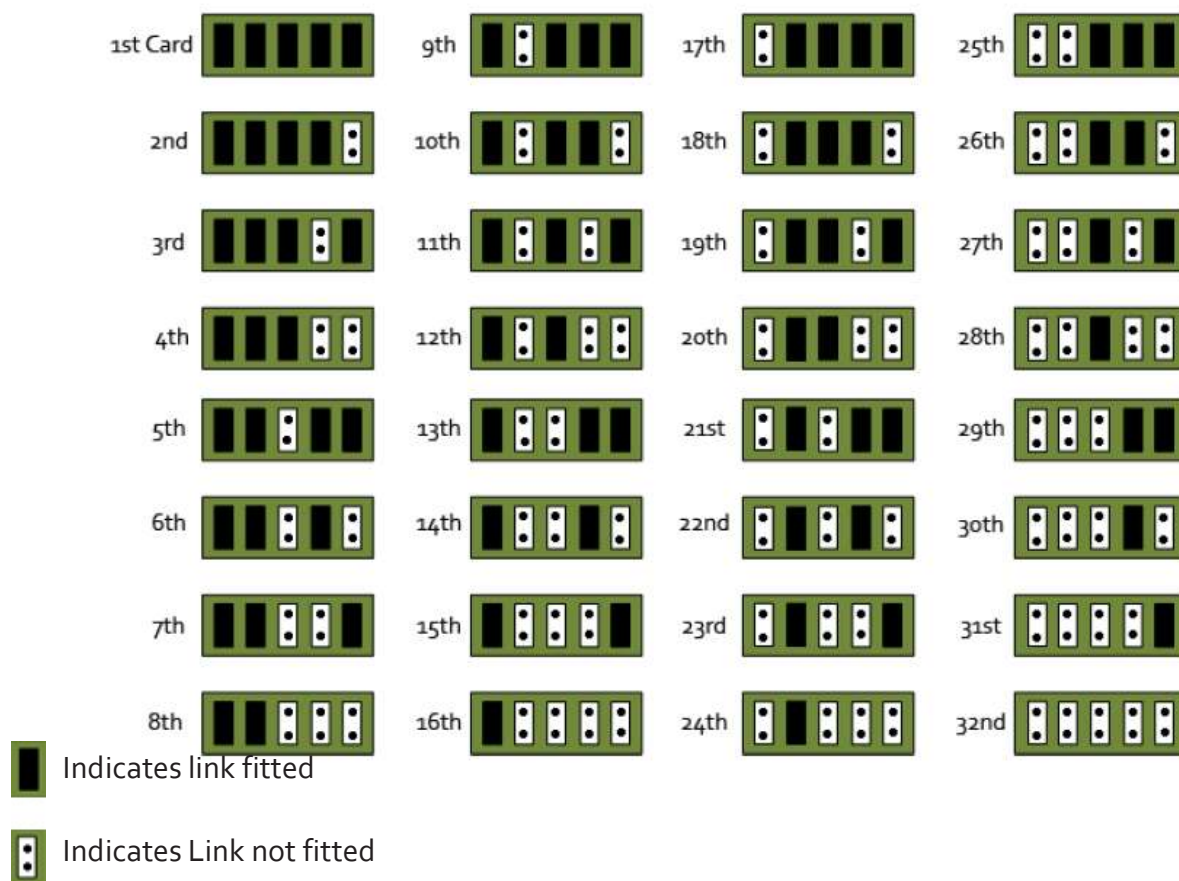 1st Card
9th
17th
25th
2nd
10th
18th
26th
3rd
11th
19th
27th
4th
12th
20th
28th
5th
13th
21st
29th
6th
14th
22nd
30th
7th
15th
23rd
31st
8th
16th
24th
32nd
Indicates link fitted
Indicates Link not fitted